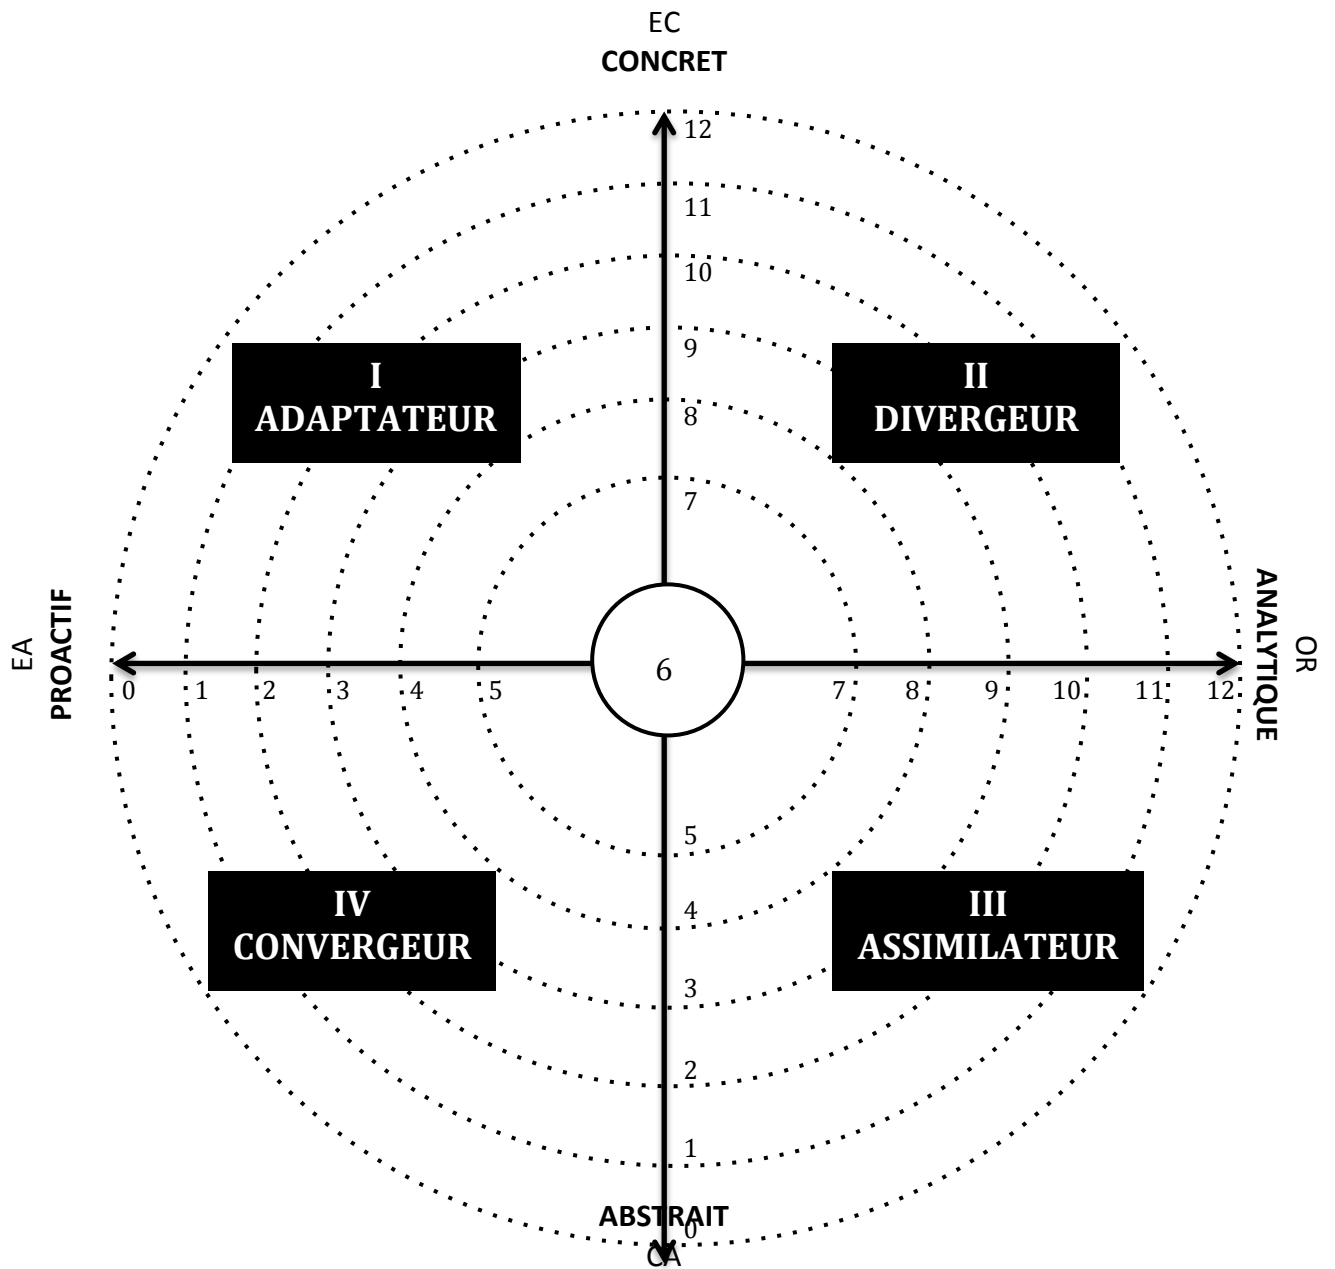 EC
CONCRET
12
11
10
9
8
7
I
ADAPTATEUR
II
DIVERGEUR
EA
PROACTIF
6
ANALYTIQUE
OR
0 1 2 3 4 5 7 8 9 10 11 12
5
4
3
2
1
0
IV
CONVERGEUR
III
ASSIMILATEUR
ABSTRAIT
CA